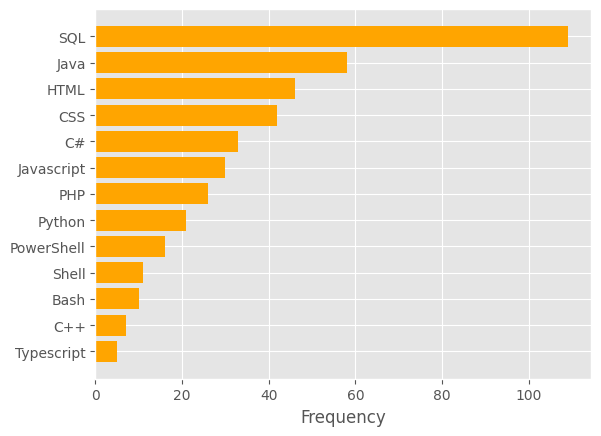 SQL
Java
HTML
CSS
C#
Javascript
PHP
Python
PowerShell
Shell
Bash
C++
Typescript
0 20 40 60 80 100
Frequency